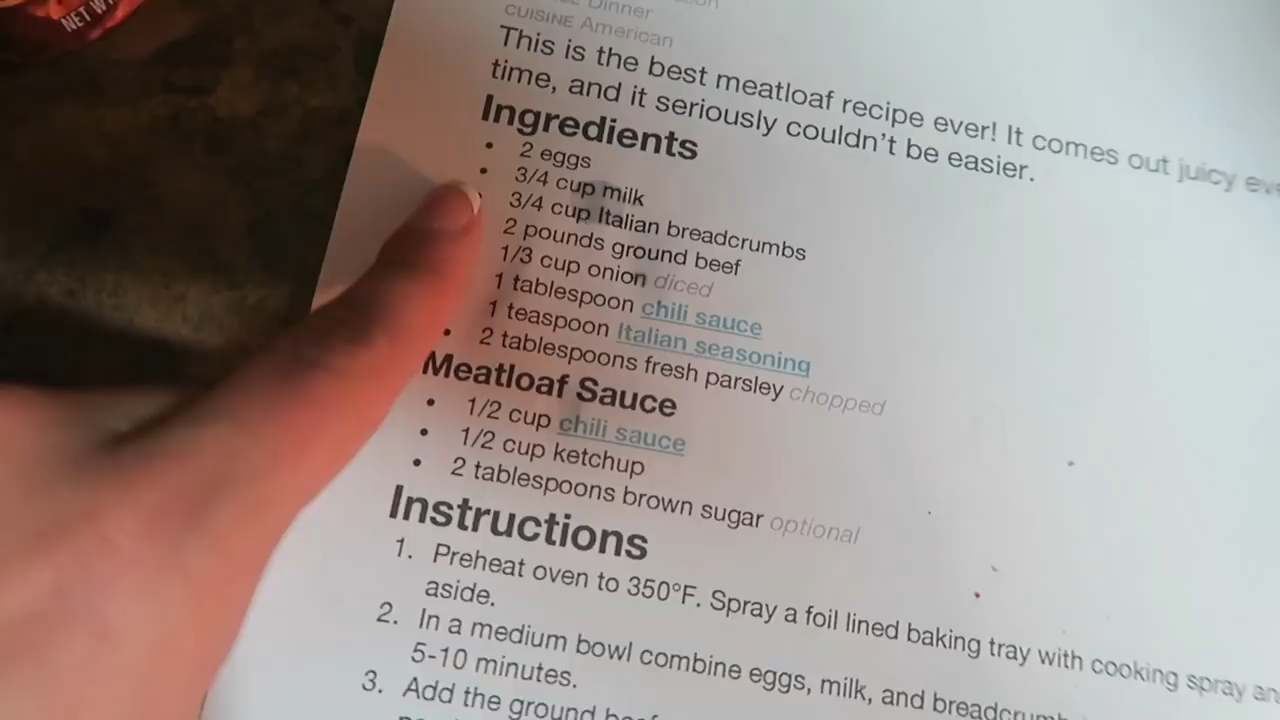 NET W
Dinner
CUISINE American
This is the best meatloaf recipe ever! It comes out juicy
time, and it seriously couldn't be easier.
Ingredients
• 2 eggs
• 3/4 cup milk
3/4 cup Italian breadcrumbs
2 pounds ground beef
1/3 cup onion diced
1 tablespoon chili sauce
1 teaspoon Italian seasoning
• 2 tablespoons fresh parsley chopped
Meatloaf Sauce
• 1/2 cup chili sauce
• 1/2 cup ketchup
• 2 tablespoons brown sugar optional
Instructions
1. Preheat oven to 350°F. Spray a foil lined baking tray with cooking spray
aside.
2. In a medium bowl combine eggs, milk, and
5-10 minutes.
3. Add the ground